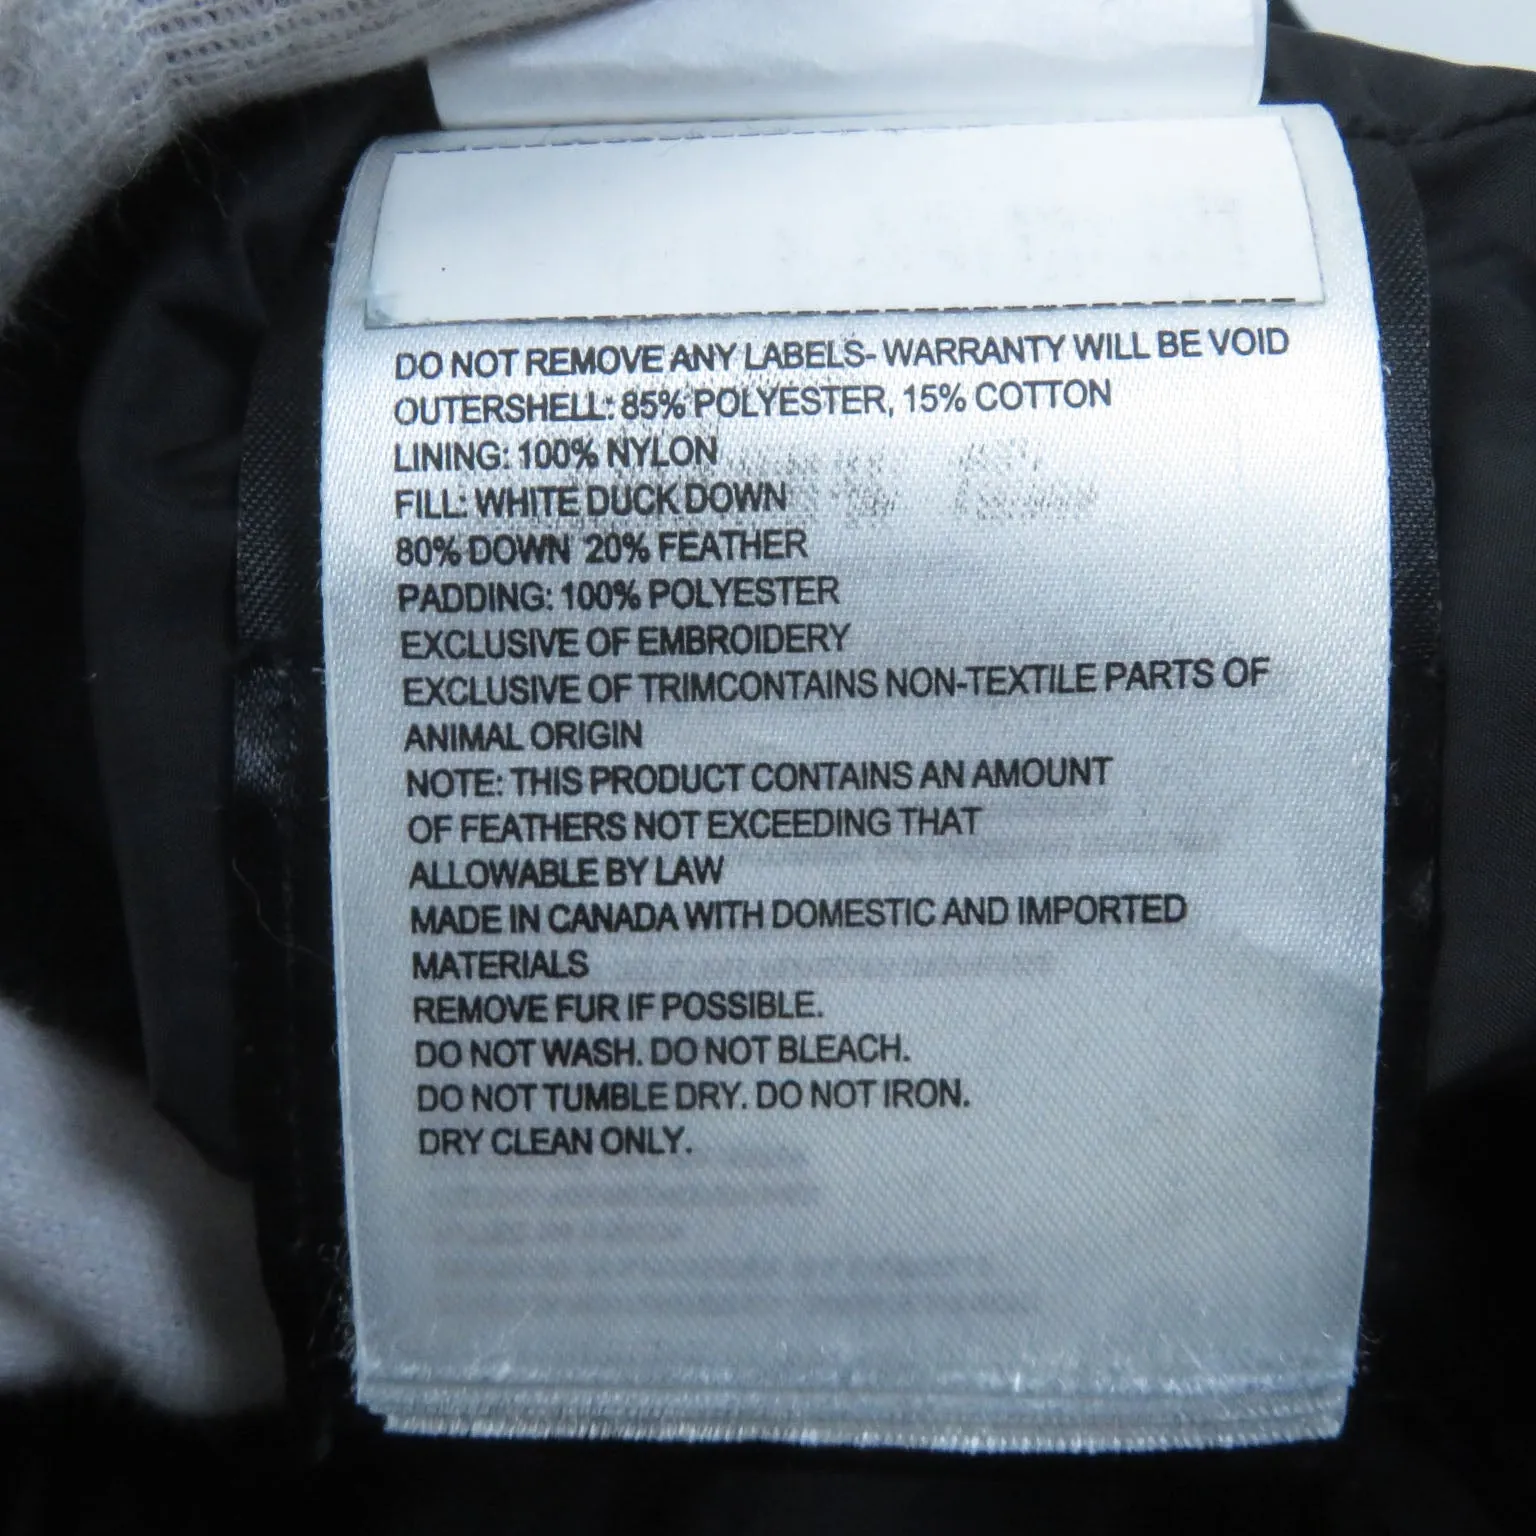 DO NOT REMOVE ANY LABELS- WARRANTY WILL BE VOID
OUTERSHELL: 85% POLYESTER, 15% COTTON
LINING: 100% NYLON
FILL: WHITE DUCK DOWN
80% DOWN 20% FEATHER
PADDING: 100% POLYESTER
EXCLUSIVE OF EMBROIDERY
EXCLUSIVE OF TRIMCONTAINS NON-TEXTILE PARTS OF
ANIMAL ORIGIN
NOTE: THIS PRODUCT CONTAINS AN AMOUNT
OF FEATHERS NOT EXCEEDING THAT
ALLOWABLE BY LAW
MADE IN CANADA WITH DOMESTIC AND IMPORTED
MATERIALS
REMOVE FUR IF POSSIBLE.
DO NOT WASH. DO NOT BLEACH.
DO NOT TUMBLE DRY. DO NOT IRON.
DRY CLEAN ONLY.